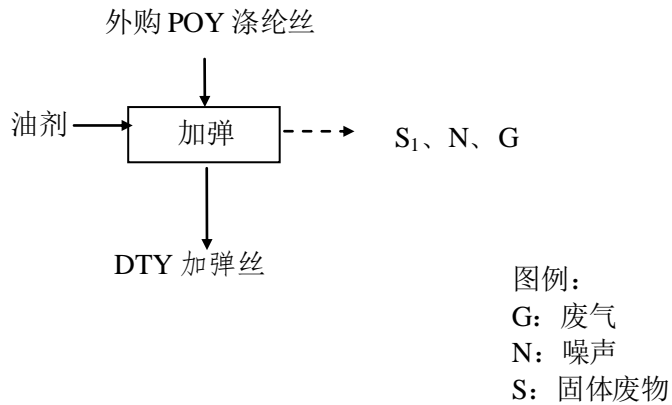 外购 POY 涤纶丝
油剂
加弹
S₁、N、G
DTY 加弹丝
图例：
G：废气
N：噪声
S：固体废物